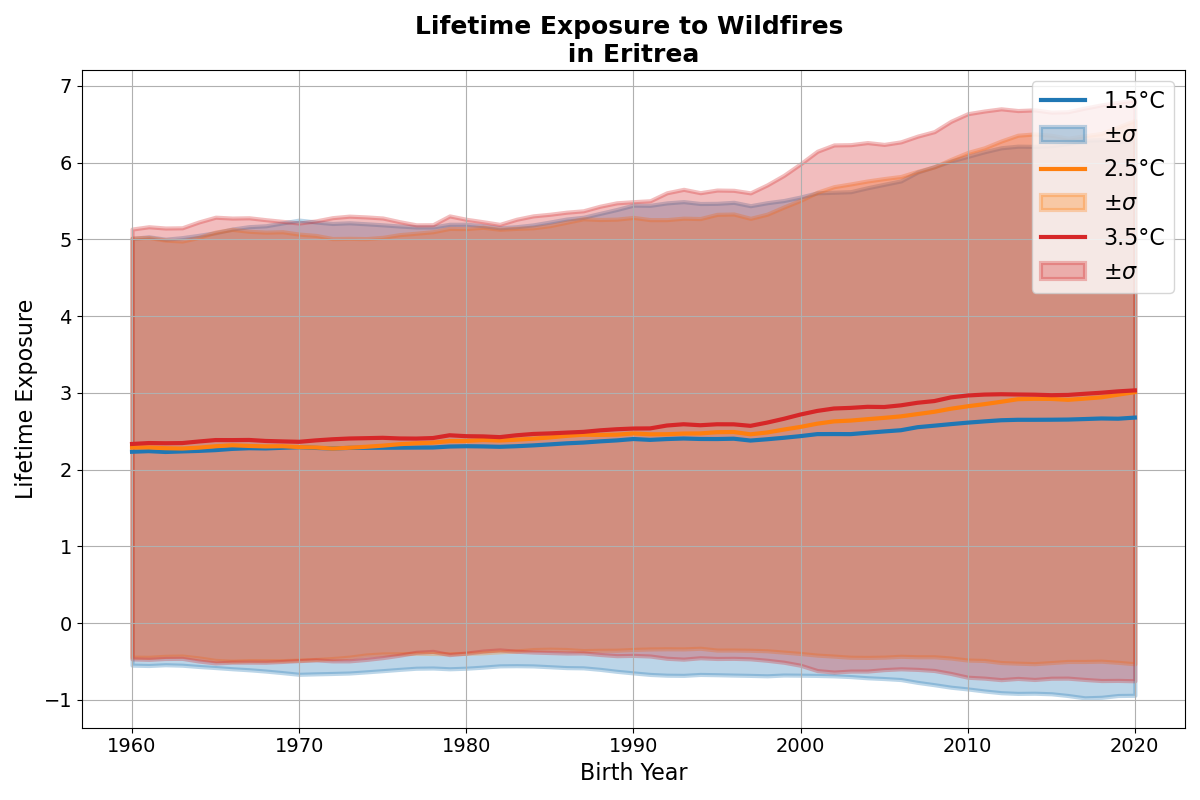 Lifetime Exposure to Wildfires
in Eritrea
Lifetime Exposure
7
6
5
4
3
2
1
0
−1
1.5°C
±σ
2.5°C
±σ
3.5°C
±σ
1960
1970
1980
1990
2000
2010
2020
Birth Year